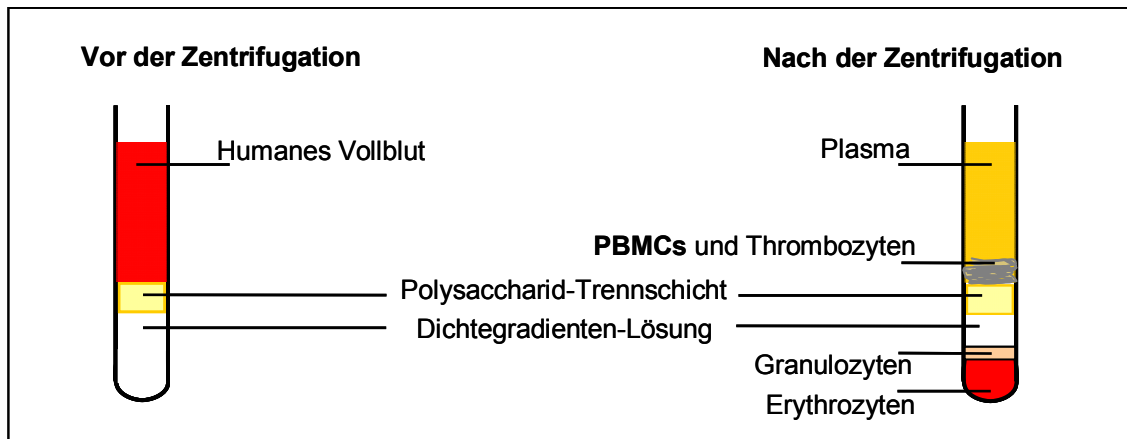 Vor der Zentrifugation
Nach der Zentrifugation
Humanes Vollblut
Plasma
PBMCs und Thrombozyten
Polysaccharid-Trennschicht
Dichtegradienten-Lösung
Granulozyten
Erythrozyten